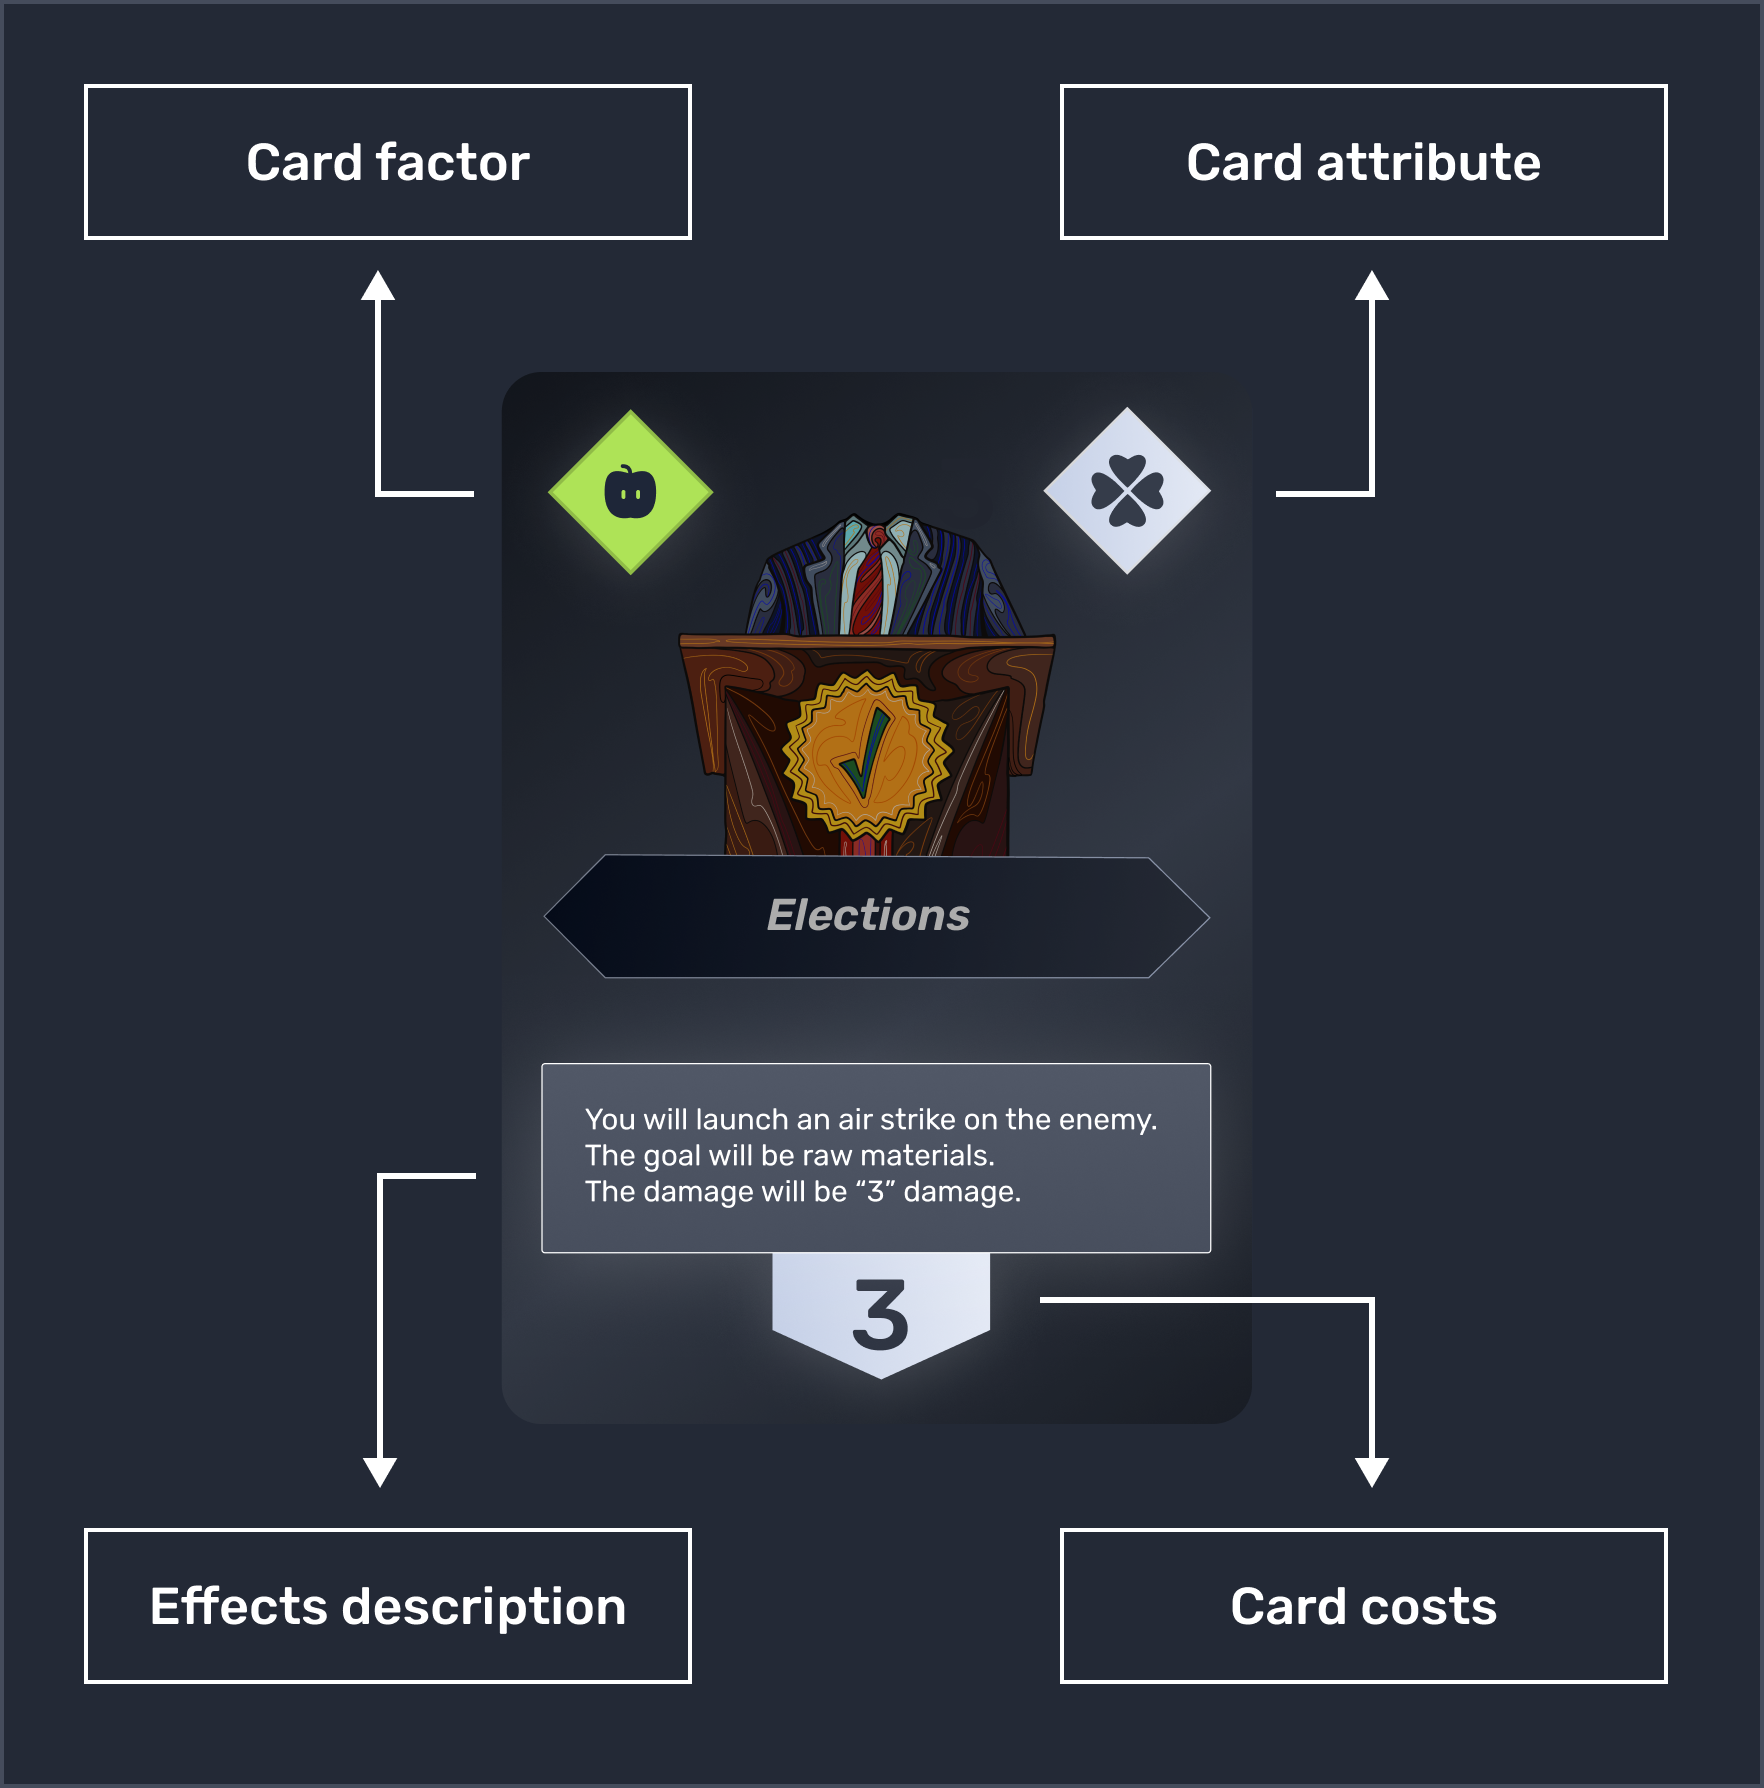 Card factor
Card attribute
Elections
You will launch an air strike on the enemy.
The goal will be raw materials.
The damage will be “3” damage.
3
Effects description
Card costs